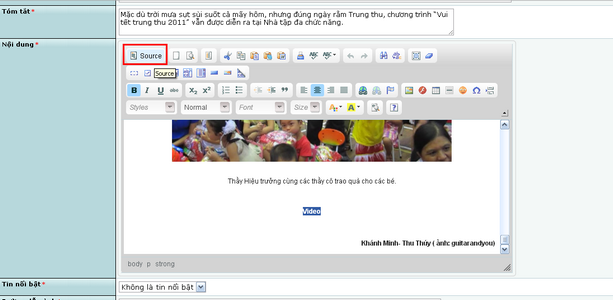 Tóm tắt *
Mặc dù trời mưa sụt sùi suốt cả mấy hôm, nhưng đúng ngày rằm Trung thu, chương trình "Vui
tết trung thu 2011" vẫn được diễn ra tại Nhà tập đa chức năng.
Nội dung *
Source
Source
B I U abc X₂ X²
Styles Normal Font Size
Thầy Hiệu trưởng cùng các thầy cô trao quà cho các bé.
Video
Khánh Minh- Thu Thủy ( ảnh: guitarandyou)
body p strong
Tin nổi bật *
Không là tin nổi bật